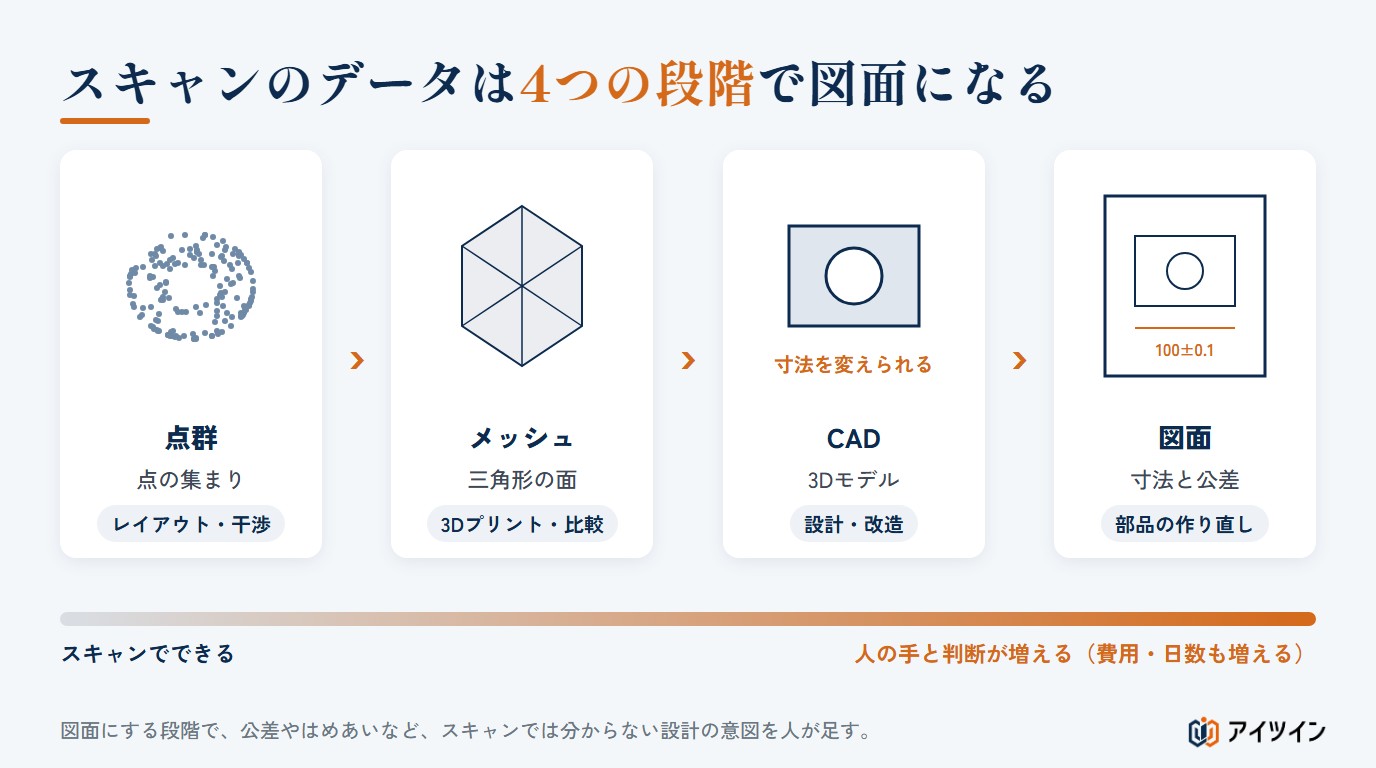 スキャンのデータは4つの段階で図面になる
寸法を変えられる
100±0.1
点群
点の集まり
レイアウト・干渉
メッシュ
三角形の面
3Dプリント・比較
CAD
3Dモデル
設計・改造
図面
寸法と公差
部品の作り直し
スキャンでできる
人の手と判断が増える（費用・日数も増える）
図面にする段階で、公差やはめあいなど、スキャンでは分からない設計の意図を人が足す。
アイツイン